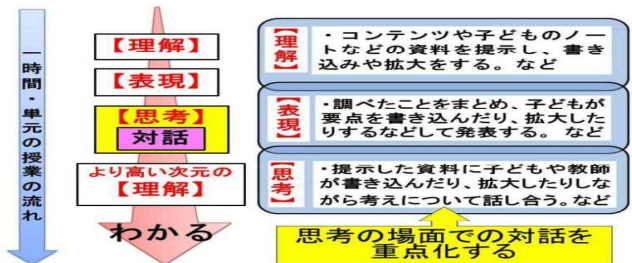 一時間・単元の授業の流れ
【理解】
【表現】
【思考】
対話
より高い次元の
【理解】
わかる
【理解】
・コンテンツや子どものノー
トなどの資料を提示し、書き
込みや拡大をする。など
【表現】
・調べたことをまとめ、子どもが
要点を書き込んだり、拡大した
りするなどして発表する。 など
【思考】
・提示した資料に子どもや教師
が書き込んだり、拡大したりしな
がら考えについて話し合う。など
思考の場面での対話を
重点化する